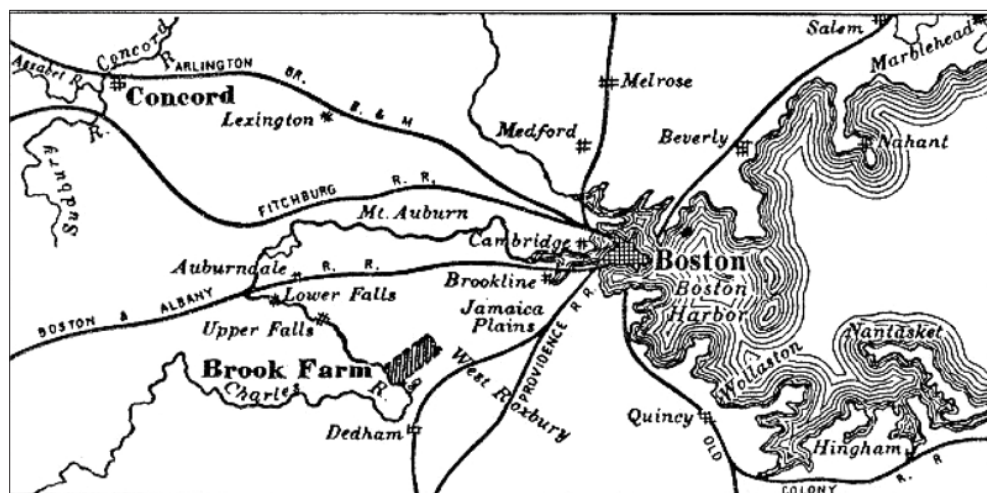 Salem
Marblehead
Concord R.
Assabet R.
ARLINGTON BR. B. & M
Concord
Melrose
Lexington
Medford
Beverly
Nahant
Sudbury R.
FITCHBURG R. R.
Mt. Auburn
Cambridge
Boston
Auburndale
R. R.
Brookline
Boston
Harbor
BOSTON & ALBANY
Lower Falls
Jamaica
Plains
Upper Falls
Nantasket
Wollaston
Brook Farm
Charles R.
West Roxbury
PROVIDENCE R R.
Dedham
Quincy
Hingham
OLD COLONY R. R